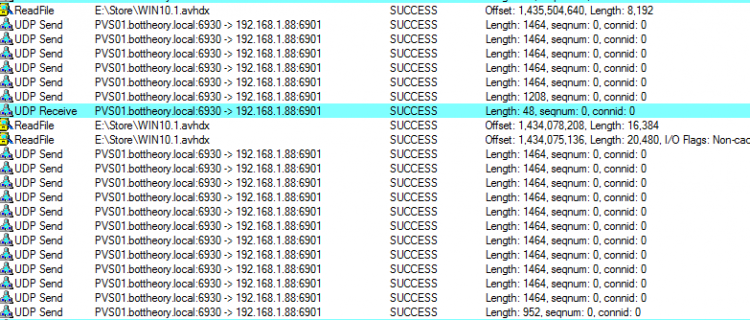 ReadFile E:\Store\WIN10.1.avhdx SUCCESS Offset: 1,435,504,640, Length: 8,192
UDP Send PVS01.bottheory.local:6930 -> 192.168.1.88:6901 SUCCESS Length: 1464, seqnum: 0, connid: 0
UDP Send PVS01.bottheory.local:6930 -> 192.168.1.88:6901 SUCCESS Length: 1464, seqnum: 0, connid: 0
UDP Send PVS01.bottheory.local:6930 -> 192.168.1.88:6901 SUCCESS Length: 1464, seqnum: 0, connid: 0
UDP Send PVS01.bottheory.local:6930 -> 192.168.1.88:6901 SUCCESS Length: 1464, seqnum: 0, connid: 0
UDP Send PVS01.bottheory.local:6930 -> 192.168.1.88:6901 SUCCESS Length: 1464, seqnum: 0, connid: 0
UDP Send PVS01.bottheory.local:6930 -> 192.168.1.88:6901 SUCCESS Length: 1208, seqnum: 0, connid: 0
UDP Receive PVS01.bottheory.local:6930 -> 192.168.1.88:6901 SUCCESS Length: 48, seqnum: 0, connid: 0
ReadFile E:\Store\WIN10.1.avhdx SUCCESS Offset: 1,434,078,208, Length: 16,384
ReadFile E:\Store\WIN10.1.avhdx SUCCESS Offset: 1,434,075,136, Length: 20,480, I/O Flags: Non-cac
UDP Send PVS01.bottheory.local:6930 -> 192.168.1.88:6901 SUCCESS Length: 1464, seqnum: 0, connid: 0
UDP Send PVS01.bottheory.local:6930 -> 192.168.1.88:6901 SUCCESS Length: 1464, seqnum: 0, connid: 0
UDP Send PVS01.bottheory.local:6930 -> 192.168.1.88:6901 SUCCESS Length: 1464, seqnum: 0, connid: 0
UDP Send PVS01.bottheory.local:6930 -> 192.168.1.88:6901 SUCCESS Length: 1464, seqnum: 0, connid: 0
UDP Send PVS01.bottheory.local:6930 -> 192.168.1.88:6901 SUCCESS Length: 1464, seqnum: 0, connid: 0
UDP Send PVS01.bottheory.local:6930 -> 192.168.1.88:6901 SUCCESS Length: 1464, seqnum: 0, connid: 0
UDP Send PVS01.bottheory.local:6930 -> 192.168.1.88:6901 SUCCESS Length: 1464, seqnum: 0, connid: 0
UDP Send PVS01.bottheory.local:6930 -> 192.168.1.88:6901 SUCCESS Length: 1464, seqnum: 0, connid: 0
UDP Send PVS01.bottheory.local:6930 -> 192.168.1.88:6901 SUCCESS Length: 1464, seqnum: 0, connid: 0
UDP Send PVS01.bottheory.local:6930 -> 192.168.1.88:6901 SUCCESS Length: 1464, seqnum: 0, connid: 0
UDP Send PVS01.bottheory.local:6930 -> 192.168.1.88:6901 SUCCESS Length: 1464, seqnum: 0, connid: 0
UDP Send PVS01.bottheory.local:6930 -> 192.168.1.88:6901 SUCCESS Length: 952, seqnum: 0, connid: 0